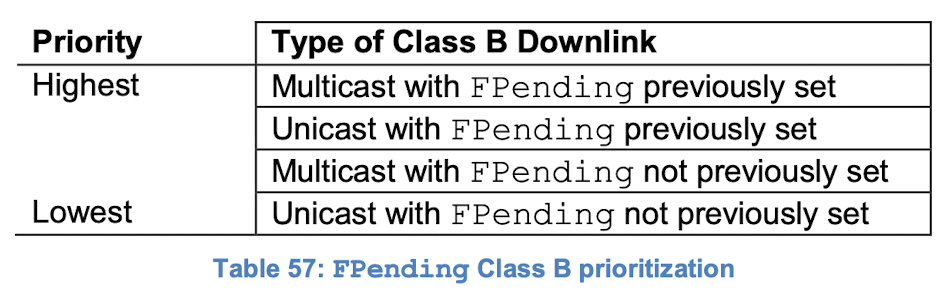 Priority Type of Class B Downlink
Highest Multicast with FPending previously set
Unicast with FPending previously set
Multicast with FPending not previously set
Lowest Unicast with FPending not previously set
Table 57: FPending Class B prioritization